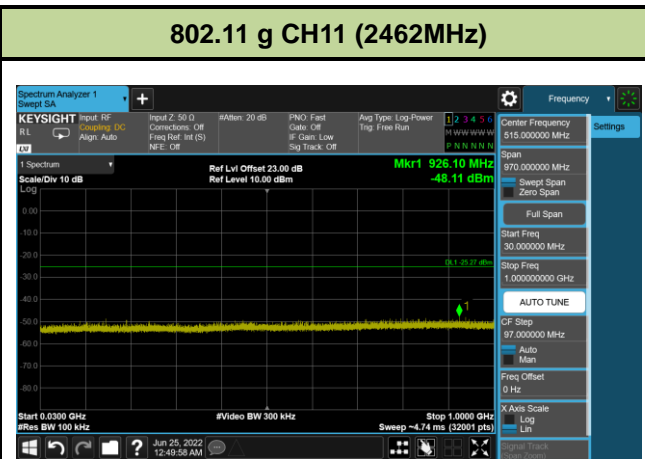 802.11 g CH11 (2462MHz)
Spectrum Analyzer 1
Swept SA
+
Frequency
KEYSIGHT
RL
LXI
Input: RF
Coupling: DC
Align: Auto
Input Z: 50 Ω
Corrections: Off
Freq Ref: Int (S)
NFE: Off
#Atten: 20 dB
PNO: Fast
Gate: Off
IF Gain: Low
Sig Track: Off
Avg Type: Log-Power
Trig: Free Run
1 2 3 4 5 6
M W W W W W
P N N N N N
1 Spectrum
Scale/Div 10 dB
Log
Ref Lvl Offset 23.00 dB
Ref Level 10.00 dBm
Mkr1 926.10 MHz
-48.11 dBm
0.00
-10.0
-20.0
DL1 -25.27 dBm
-30.0
-40.0
1
-50.0
-60.0
-70.0
-80.0
Start 0.0300 GHz
#Res BW 100 kHz
#Video BW 300 kHz
Stop 1.0000 GHz
Sweep ~4.74 ms (32001 pts)
Center Frequency
515.000000 MHz
Settings
Span
970.000000 MHz
Swept Span
Zero Span
Full Span
Start Freq
30.000000 MHz
Stop Freq
1.000000000 GHz
AUTO TUNE
CF Step
97.000000 MHz
Auto
Man
Freq Offset
0 Hz
X Axis Scale
Log
Lin
Signal Track
(Span Zoom)
?
Jun 25, 2022
12:49:58 AM